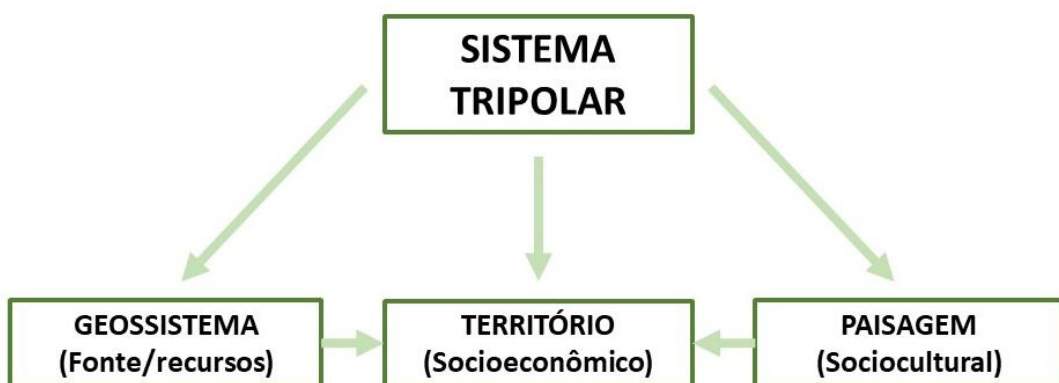 SISTEMA
TRIPOLAR
GEOSSISTEMA
(Fonte/recursos)
TERRITÓRIO
(Socioeconômico)
PAISAGEM
(Sociocultural)